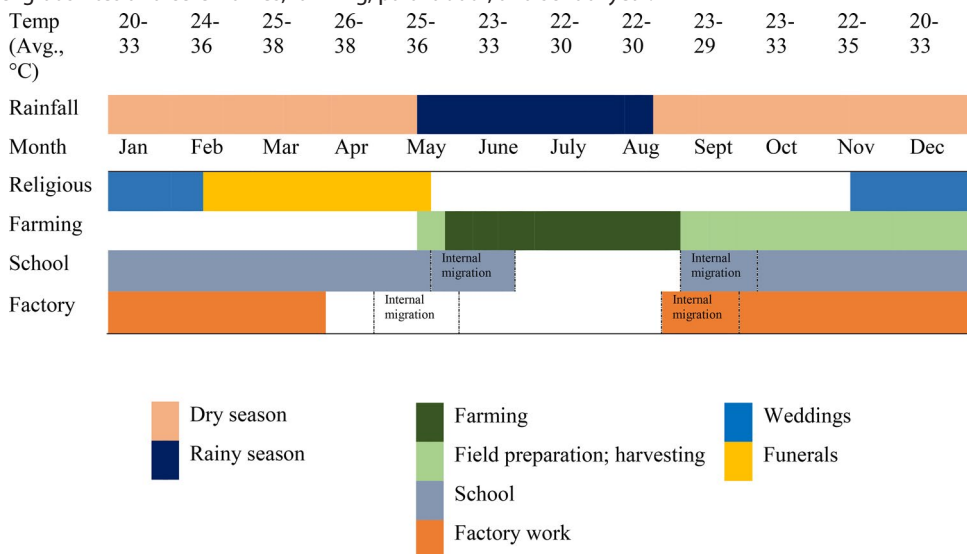 Temp 20- 24- 25- 26- 25- 23- 22- 22- 23- 23- 22- 20-
(Avg., 33 36 38 38 36 33 30 30 29 33 35 33
°C)
Rainfall
Month Jan Feb Mar Apr May June July Aug Sept Oct Nov Dec
Religious
Farming
School Internal migration Internal migration
Factory Internal migration Internal migration
Dry season
Rainy season
Farming
Field preparation; harvesting
School
Factory work
Weddings
Funerals